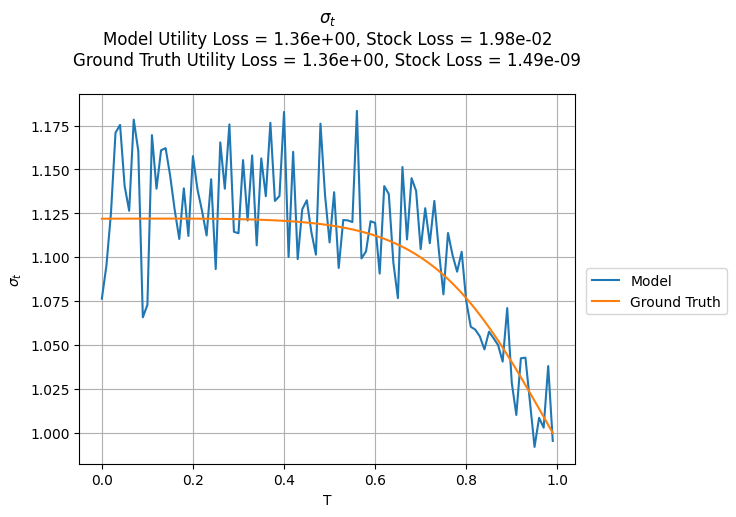 σt
Model Utility Loss = 1.36e+00, Stock Loss = 1.98e-02
Ground Truth Utility Loss = 1.36e+00, Stock Loss = 1.49e-09
1.175
1.150
1.125
1.100
1.075
1.050
1.025
1.000
σt
0.0 0.2 0.4 0.6 0.8 1.0
T
Model
Ground Truth